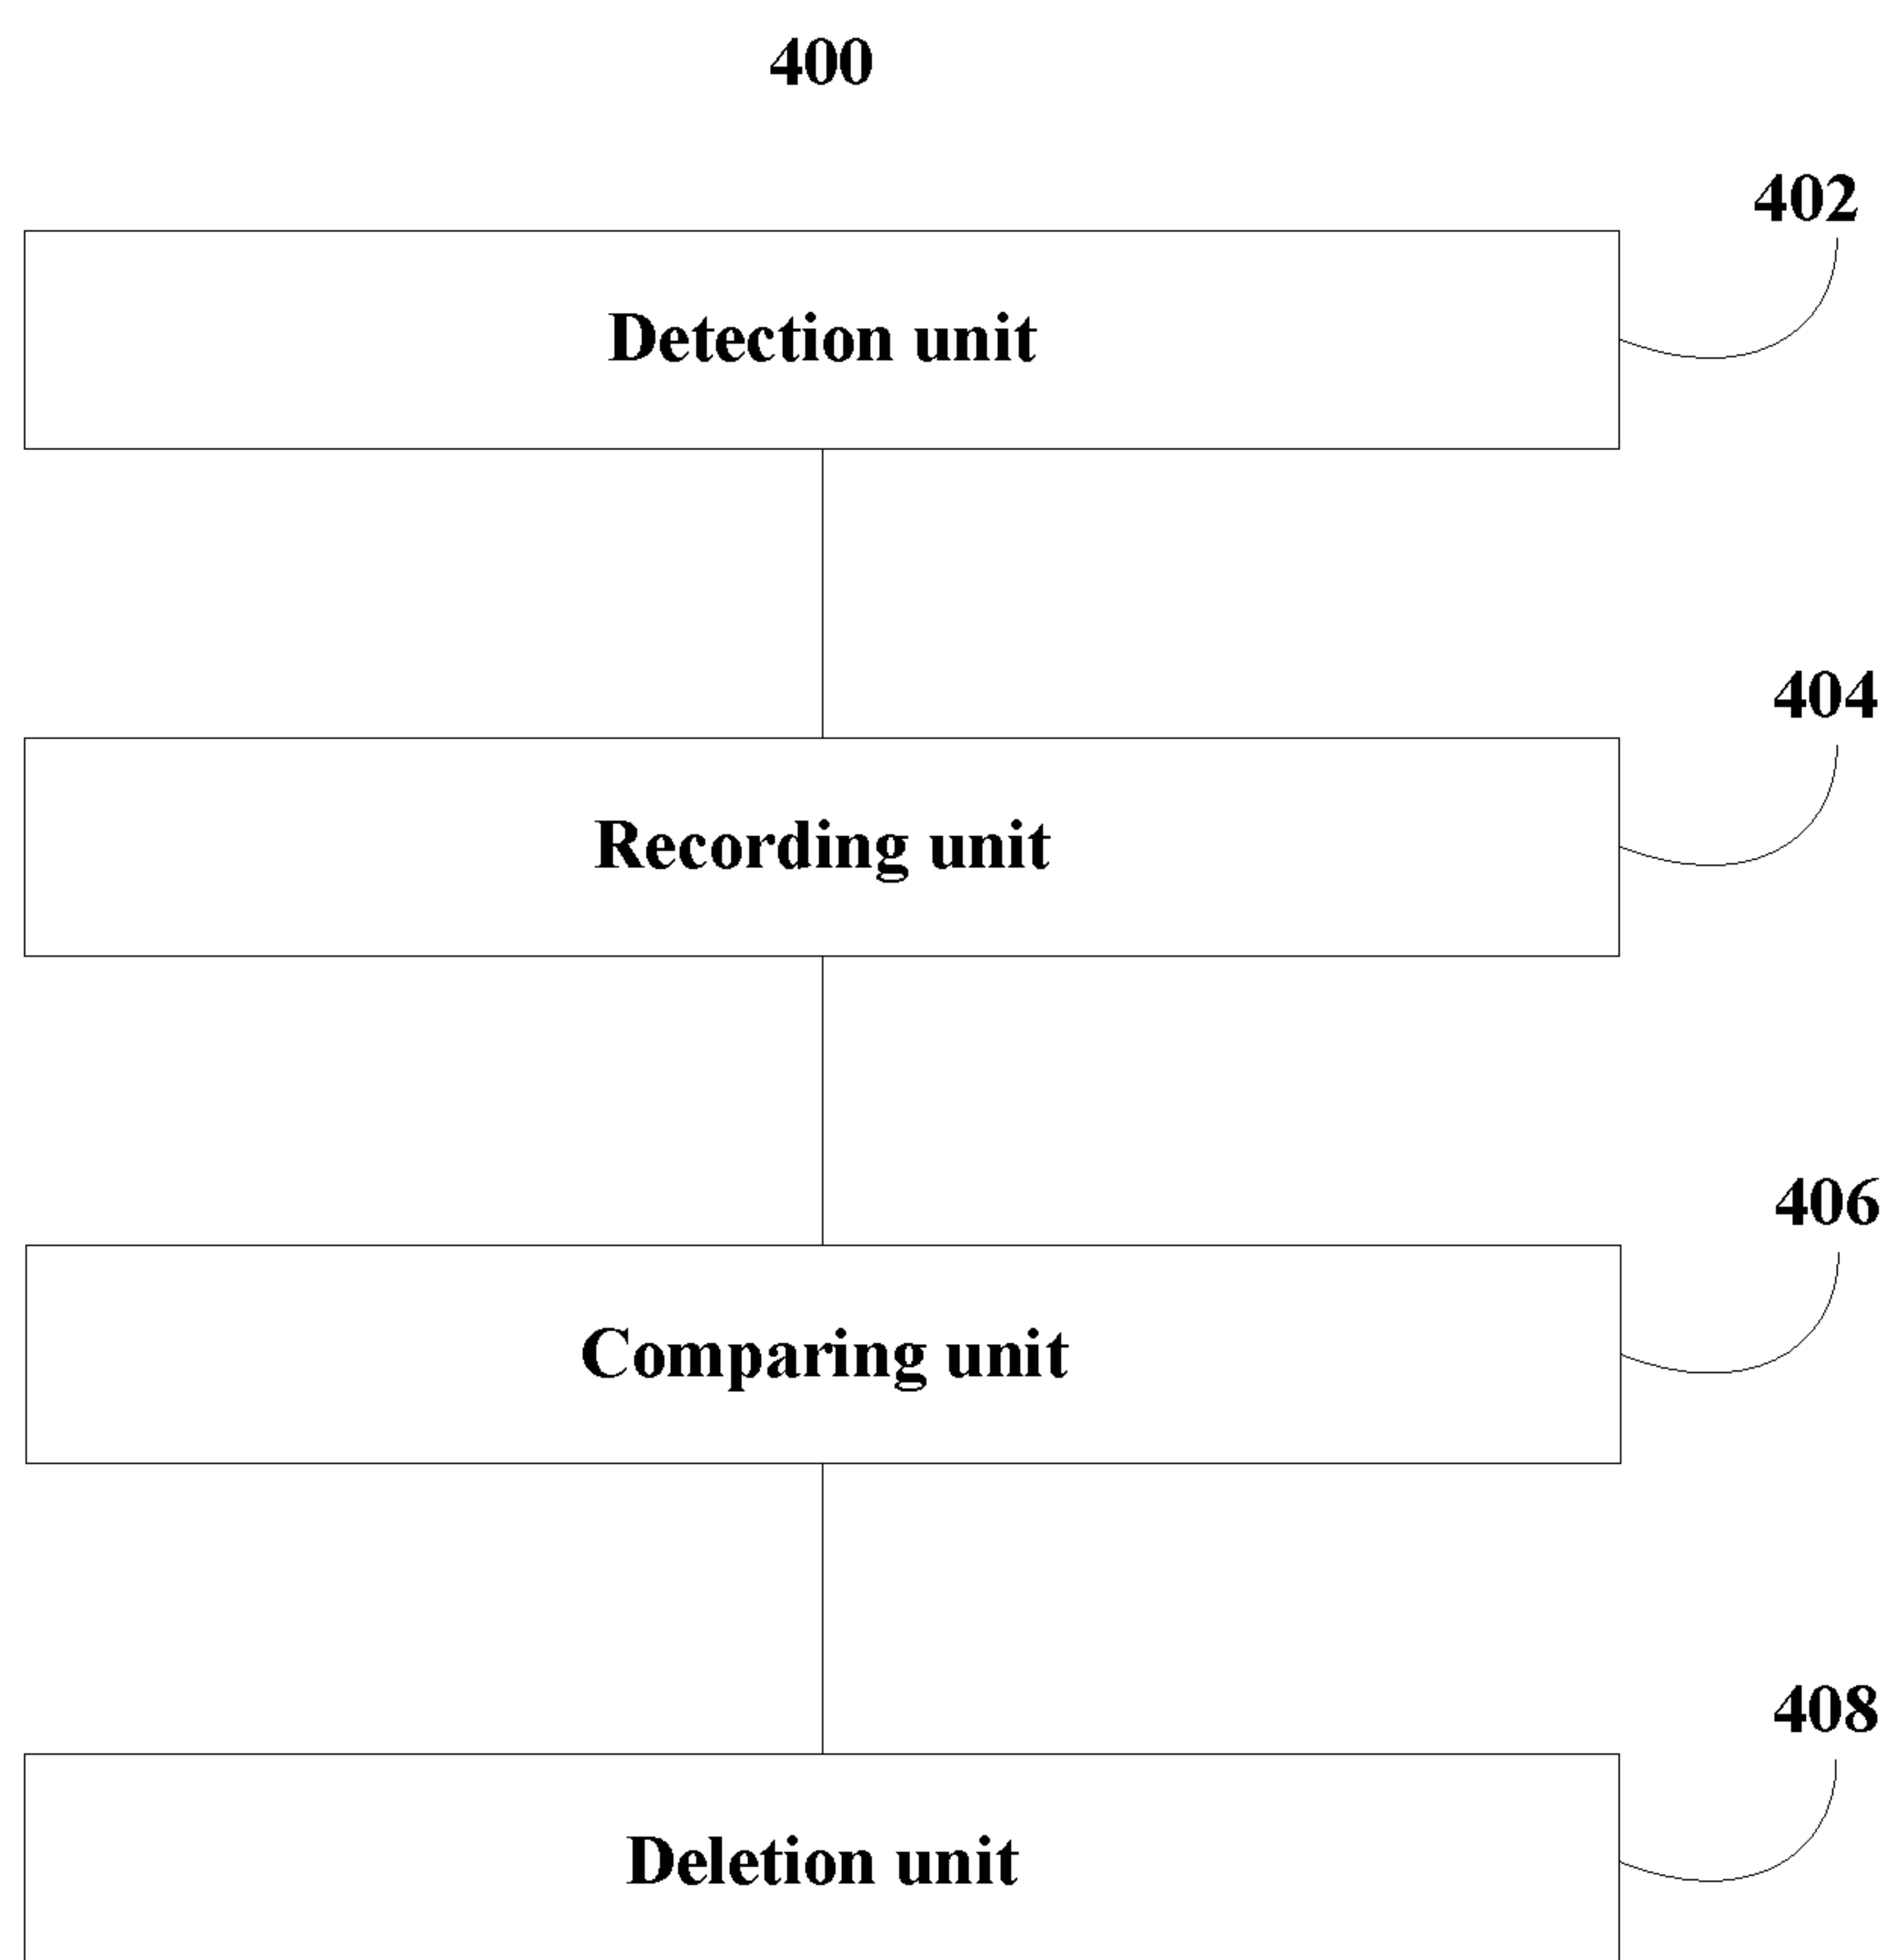 400
402
Detection unit
404
Recording unit
406
Comparing unit
408
Deletion unit